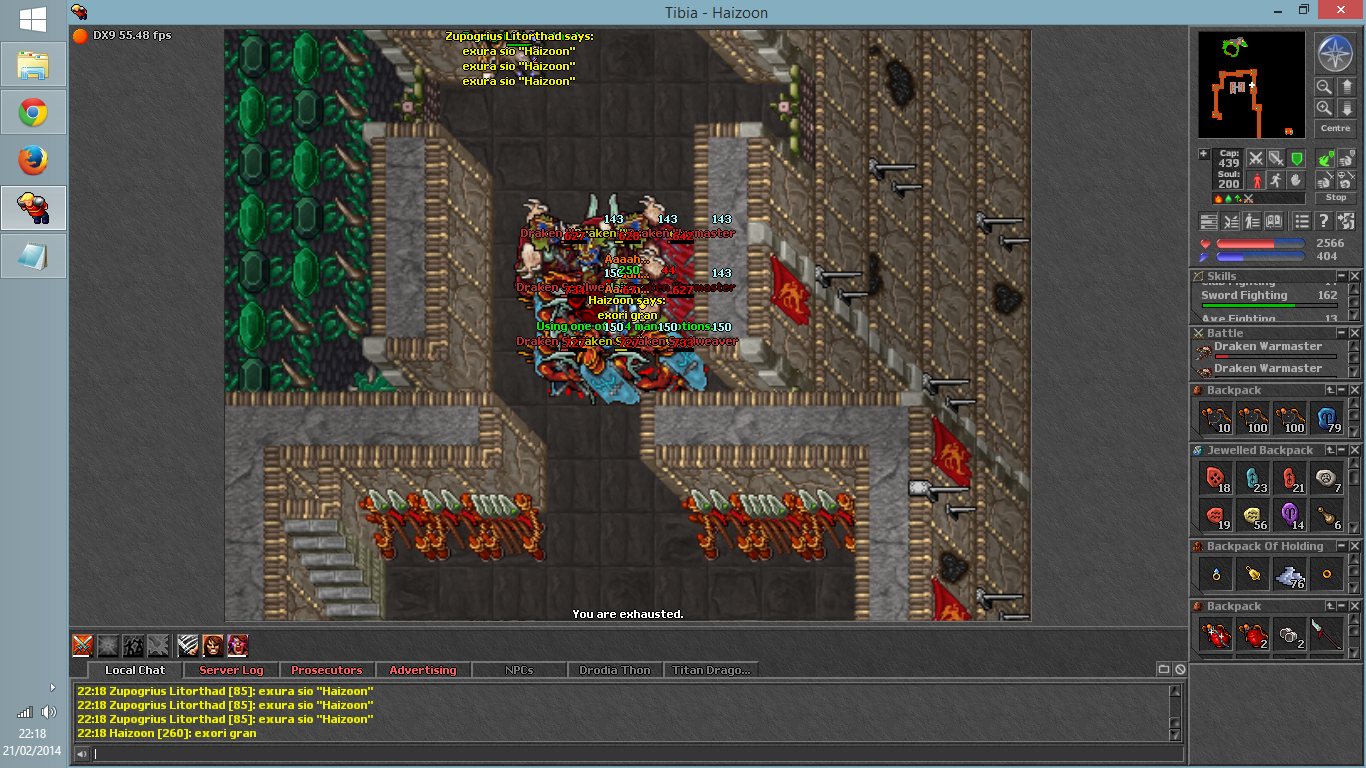 Tibia - Haizoon
DX9 55.48 fps
Zupogrius Litorthad says:
exura sio "Haizoon"
exura sio "Haizoon"
exura sio "Haizoon"
143 143 143
Aaaah...
250
143
Haizoon says:
exori gran
150 150 150
You are exhausted.
Centre
Cap:
439
Soul:
200
Stop
2566
404
Skills
Sword Fighting 162
Axe Fighting 13
Battle
Draken Warmaster
Draken Warmaster
Backpack
10 100 100 79
Jewelled Backpack
18 23 21 7
19 56 14 6
Backpack Of Holding
76
Backpack
2 2
Local Chat Server Log Prosecutors Advertising NPCs Drodia Thon Titan Drago...
22:18 Zupogrius Litorthad [85]: exura sio "Haizoon"
22:18 Zupogrius Litorthad [85]: exura sio "Haizoon"
22:18 Zupogrius Litorthad [85]: exura sio "Haizoon"
22:18 Haizoon [260]: exori gran
22:18
21/02/2014